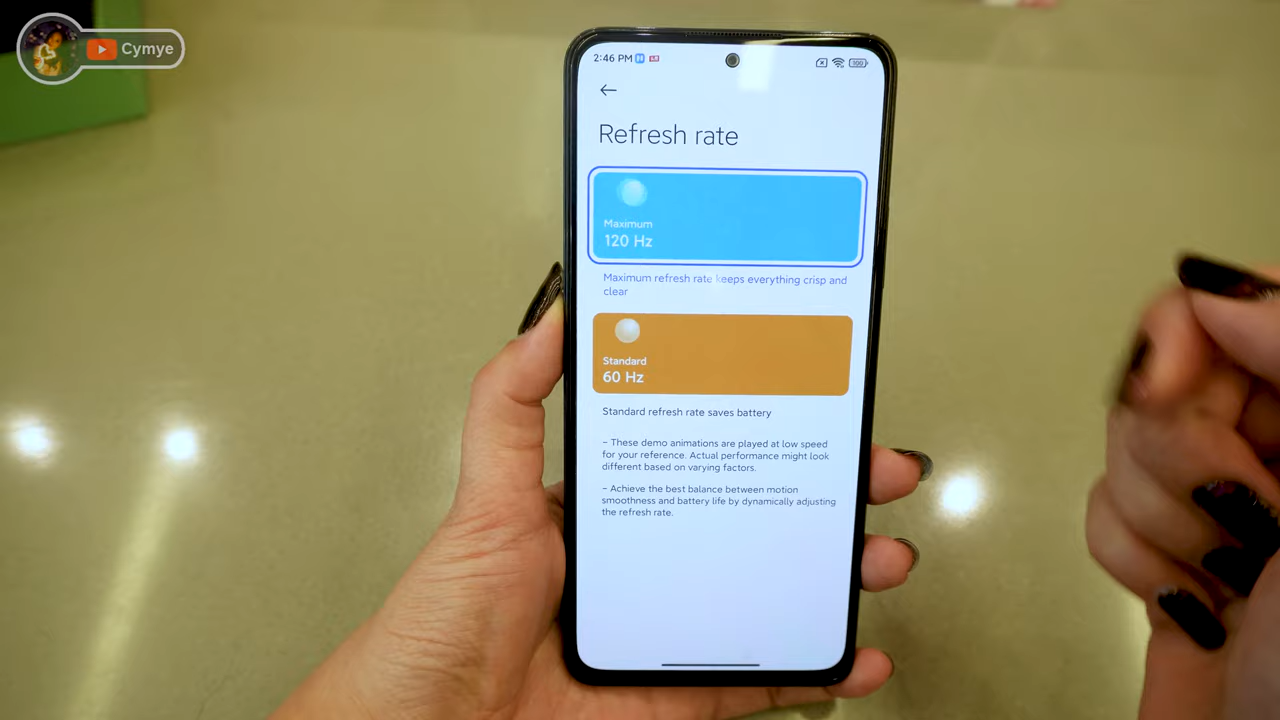 Cymye
2:46 PM
100
Refresh rate
Maximum
120 Hz
Maximum refresh rate keeps everything crisp and
clear
Standard
60 Hz
Standard refresh rate saves battery
– These demo animations are played at low speed
for your reference. Actual performance might look
different based on varying factors.
– Achieve the best balance between motion
smoothness and battery life by dynamically adjusting
the refresh rate.